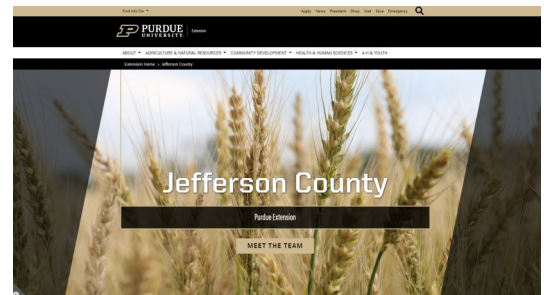 Find Info For
Apply News President Shop Visit Give Emergency
PURDUE UNIVERSITY. Extension
ABOUT AGRICULTURE & NATURAL RESOURCES COMMUNITY DEVELOPMENT HEALTH & HUMAN SCIENCES 4-H & YOUTH
Extension Home » Jefferson County
Jefferson County
Purdue Extension
MEET THE TEAM